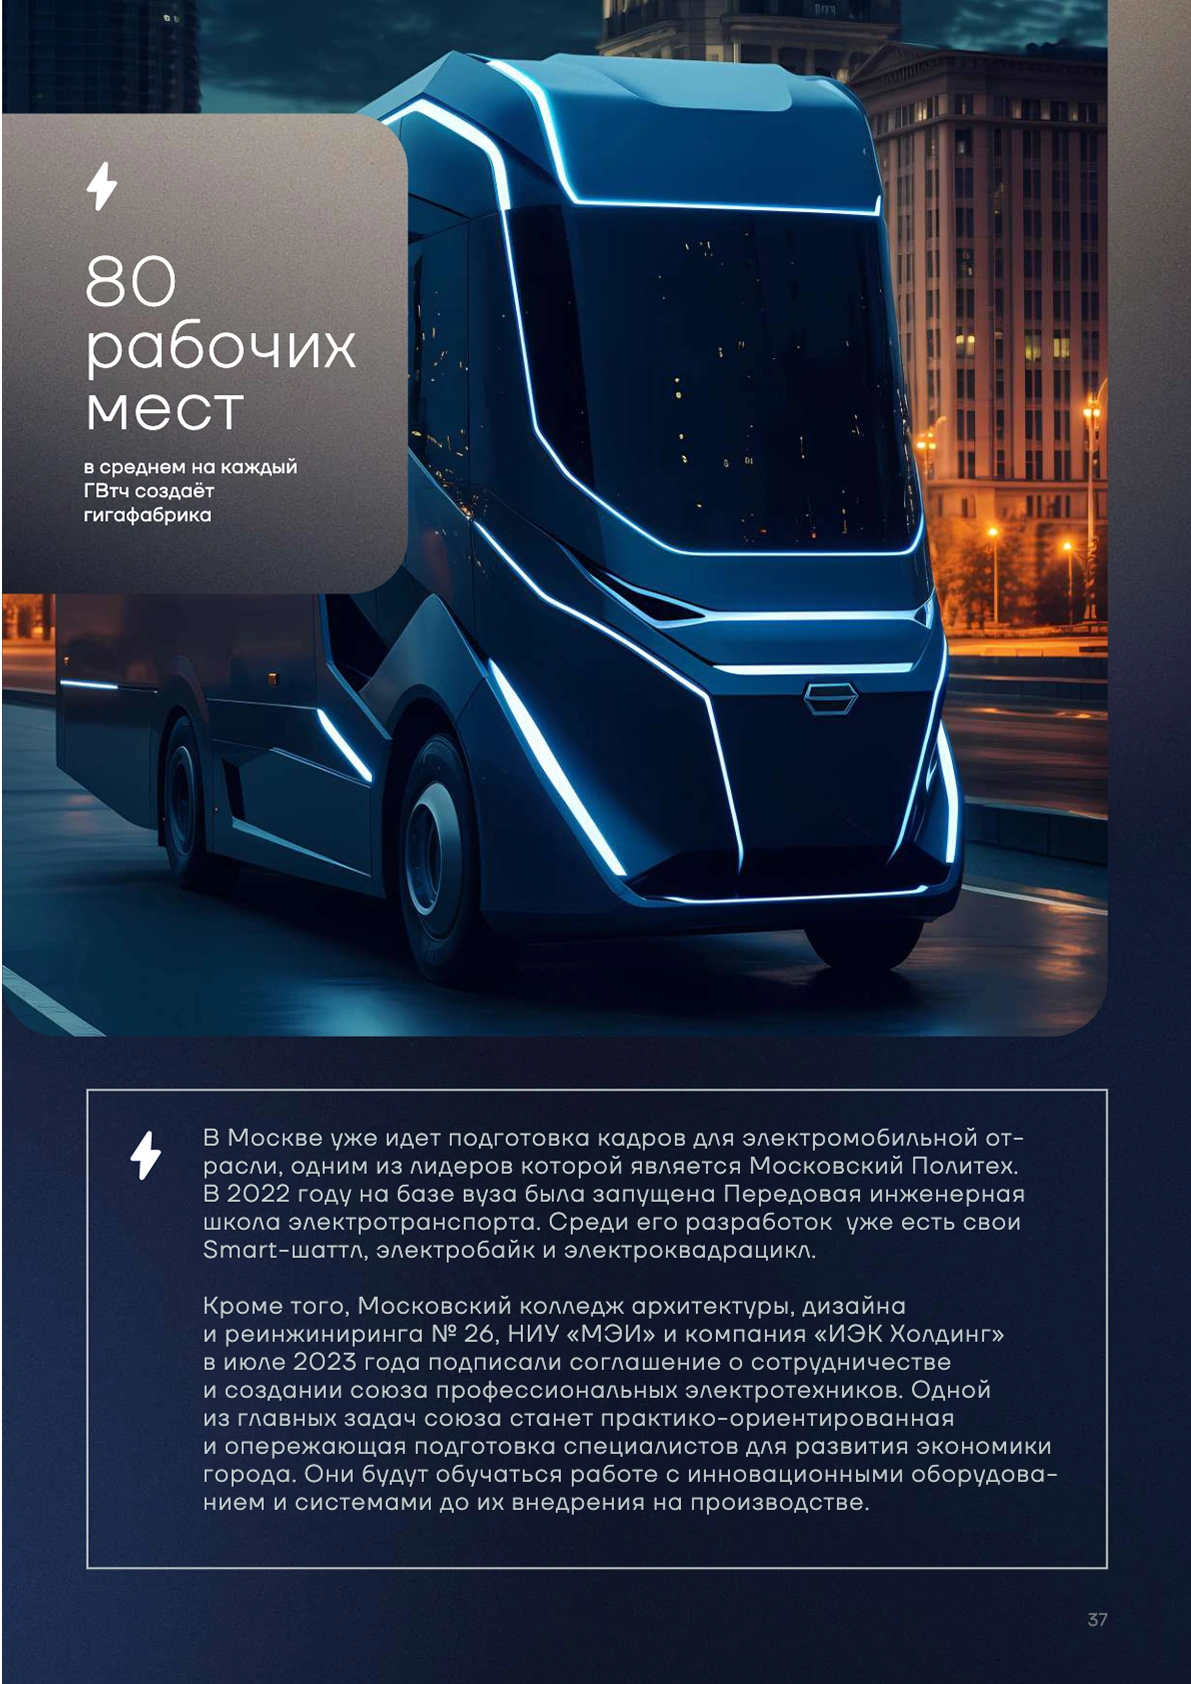 80
рабочих
мест
в среднем на каждый
ГВтч создаёт
гигафабрика
В Москве уже идет подготовка кадров для электромобильной от-
расли, одним из лидеров которой является Московский Политех.
В 2022 году на базе вуза была запущена Передовая инженерная
школа электротранспорта. Среди его разработок  уже есть свои
Smart-шаттл, электробайк и электроквадрацикл.
Кроме того, Московский колледж архитектуры, дизайна
и реинжиниринга № 26, НИУ «МЭИ» и компания «ИЭК Холдинг»
в июле 2023 года подписали соглашение о сотрудничестве
и создании союза профессиональных электротехников. Одной
из главных задач союза станет практико-ориентированная
и опережающая подготовка специалистов для развития экономики
города. Они будут обучаться работе с инновационными оборудова-
нием и системами до их внедрения на производстве.
37